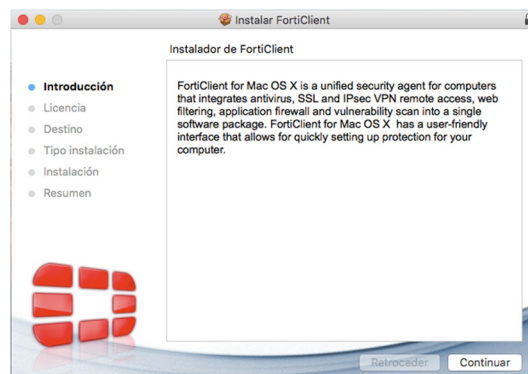 Instalar FortiClient
Instalador de FortiClient
Introducción
Licencia
Destino
Tipo instalación
Instalación
Resumen
FortiClient for Mac OS X is a unified security agent for computers
that integrates antivirus, SSL and IPsec VPN remote access, web
filtering, application firewall and vulnerability scan into a single
software package. FortiClient for Mac OS X  has a user-friendly
interface that allows for quickly setting up protection for your
computer.
Retroceder
Continuar